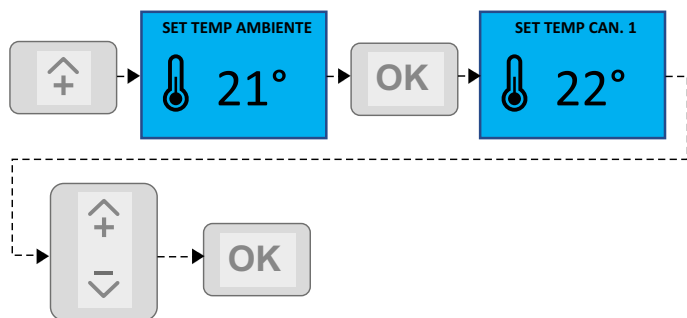 SET TEMP AMBIENTE
21°
OK
SET TEMP CAN. 1
22°
+
OK